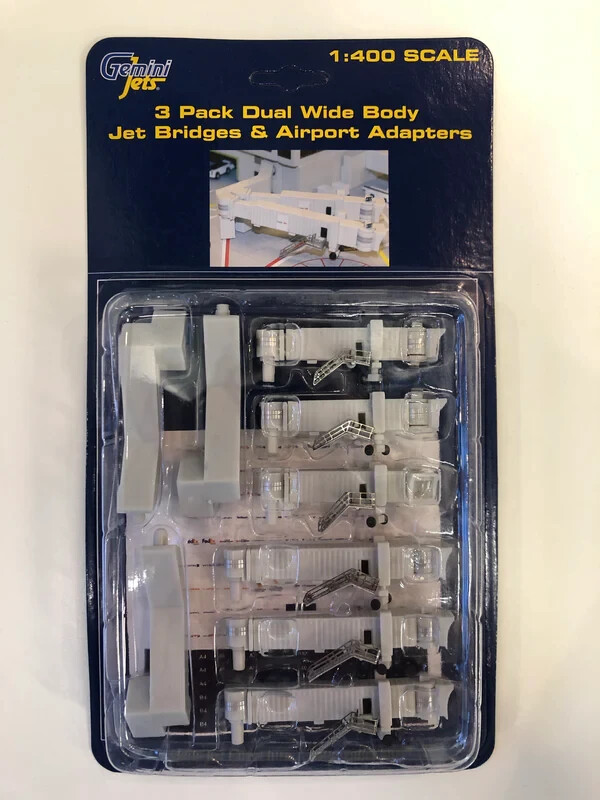 Gemini
Jets®
1:400 SCALE
3 Pack Dual Wide Body
Jet Bridges & Airport Adapters